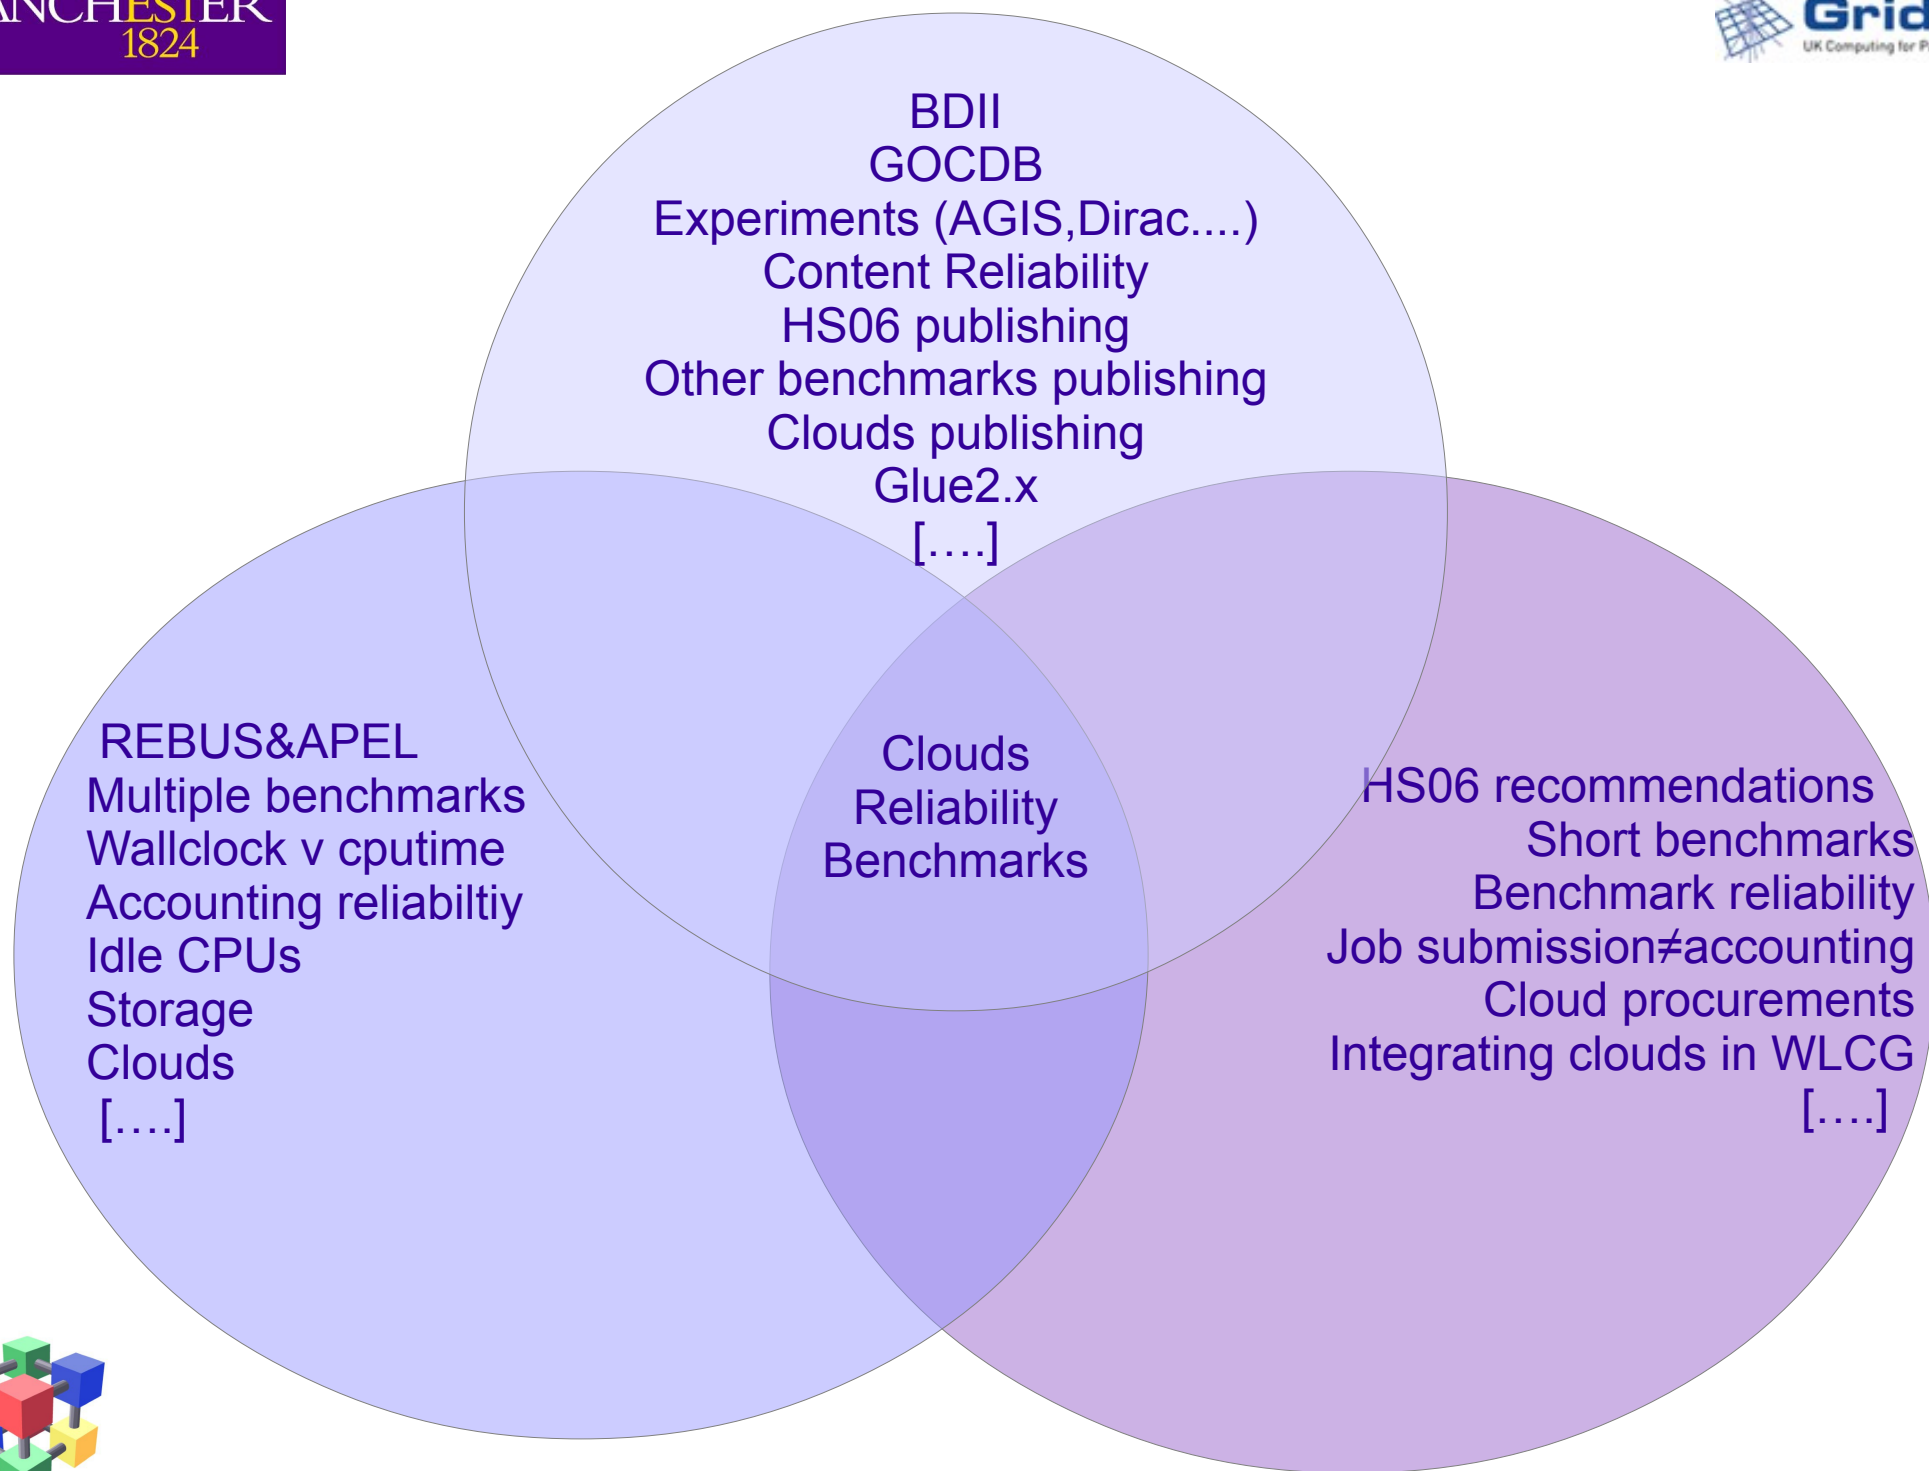 1824
BDII
GOCDB
Experiments (AGIS,Dirac....)
Content Reliability
HS06 publishing
Other benchmarks publishing
Clouds publishing
Glue2.x
[....]
REBUS&APEL
Multiple benchmarks
Wallclock v cputime
Accounting reliabiltiy
Idle CPUs
Storage
Clouds
[....]
Clouds
Reliability
Benchmarks
HS06 recommendations
Short benchmarks
Benchmark reliability
Job submission≠accounting
Cloud procurements
Integrating clouds in WLCG
[....]
Grid
UK Computing for